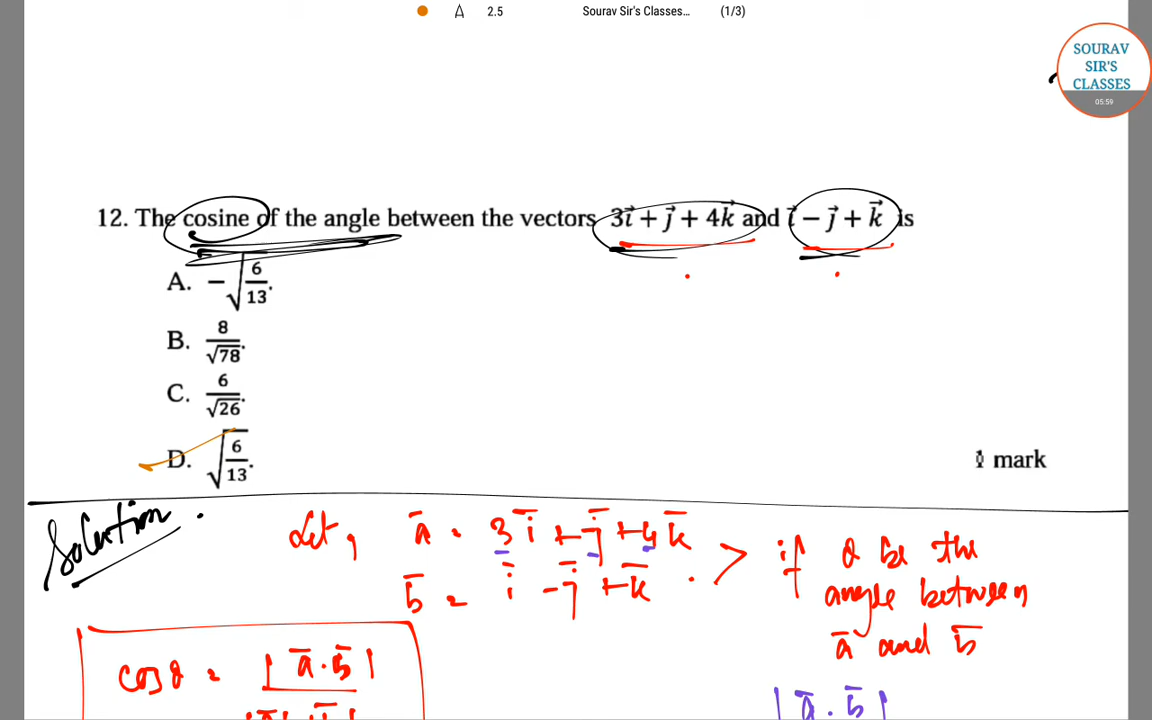 A 2.5 Sourav Sir's Classes... (1/3)
SOURAV
SIR'S
CLASSES
05:59
12. The cosine of the angle between the vectors 3i⃗ + j⃗ + 4k⃗ and i⃗ − j⃗ + k⃗ is
A. −√(6/13).
B. 8/√78.
C. 6/√26.
D. √(6/13).
1 mark
Solution.
Let, a̅ = 3i̅ + j̅ + 4k̅
b̅ = i̅ − j̅ + k̅ . >
if θ be the
angle between
a̅ and b̅
cosθ = |a̅ . b̅|
|a̅ . b̅|